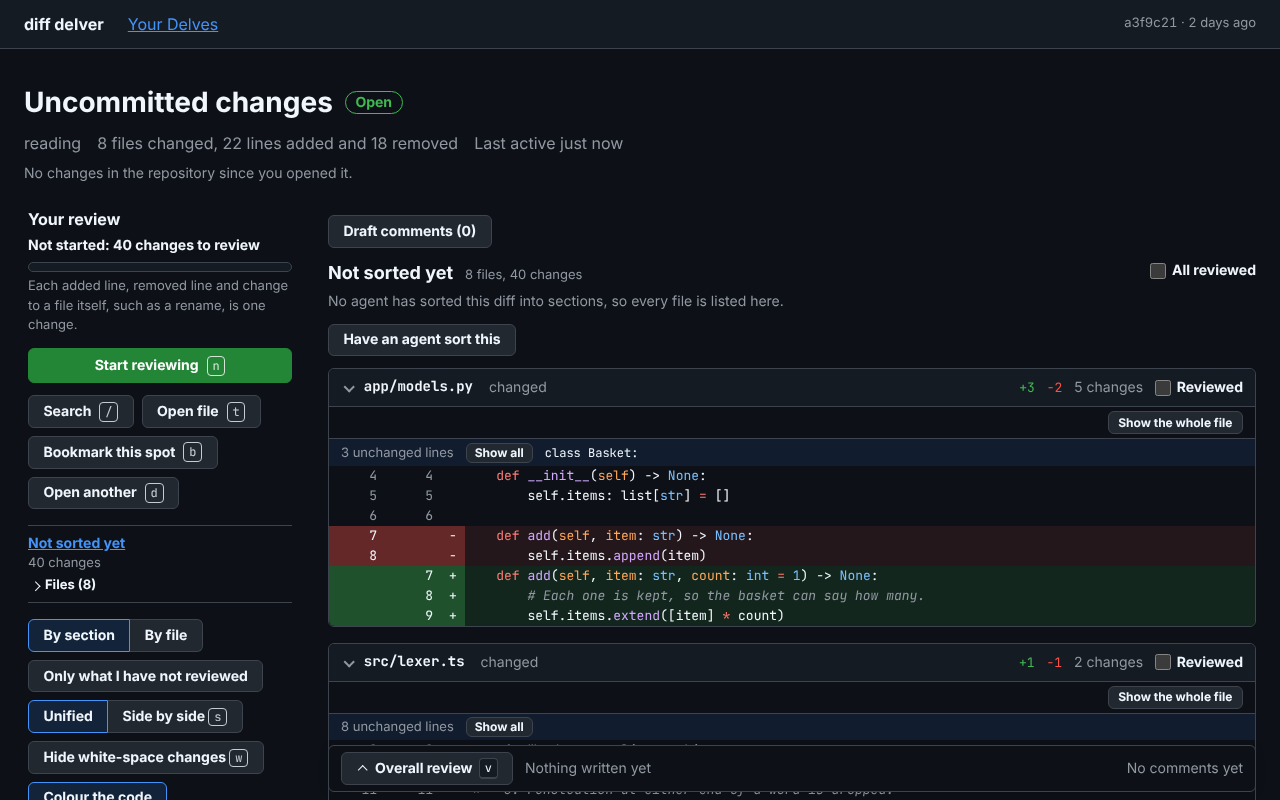 diff delver Your Delves a3f9c21 · 2 days ago
Uncommitted changes Open
reading 8 files changed, 22 lines added and 18 removed Last active just now
No changes in the repository since you opened it.
Your review
Not started: 40 changes to review
Each added line, removed line and change
to a file itself, such as a rename, is one
change.
Start reviewing n
Search / Open file t
Bookmark this spot b
Open another d
Not sorted yet
40 changes
Files (8)
By section By file
Only what I have not reviewed
Unified Side by side s
Hide white-space changes w
Colour the code
Draft comments (0)
Not sorted yet 8 files, 40 changes All reviewed
No agent has sorted this diff into sections, so every file is listed here.
Have an agent sort this
app/models.py changed +3 -2 5 changes Reviewed
Show the whole file
3 unchanged lines Show all class Basket:
4 4 def __init__(self) -> None:
5 5 self.items: list[str] = []
6 6
7 - def add(self, item: str) -> None:
8 - self.items.append(item)
7 + def add(self, item: str, count: int = 1) -> None:
8 + # Each one is kept, so the basket can say how many.
9 + self.items.extend([item] * count)
src/lexer.ts changed +1 -1 2 changes Reviewed
Show the whole file
8 unchanged lines Show all
Overall review v Nothing written yet No comments yet